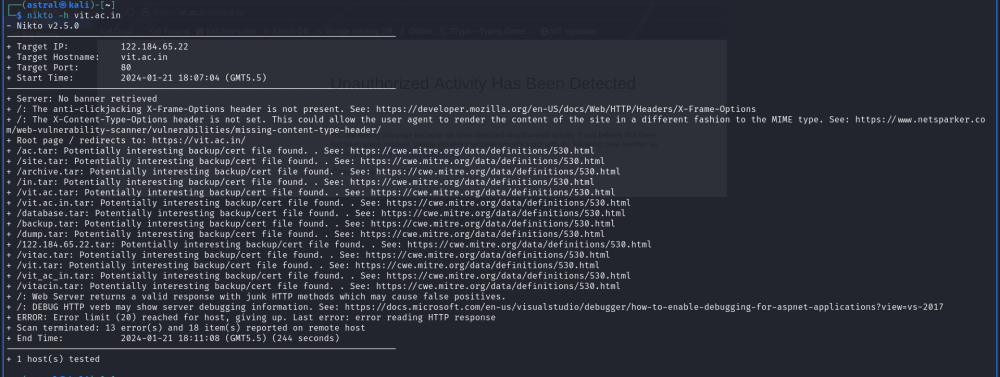 (astral㉿kali)-[~]
$ nikto -h vit.ac.in
- Nikto v2.5.0
+ Target IP: 122.184.65.22
+ Target Hostname: vit.ac.in
+ Target Port: 80
+ Start Time: 2024-01-21 18:07:04 (GMT5.5)
Unauthorized Activity Has Been Detected
+ Server: No banner retrieved
+ /: The anti-clickjacking X-Frame-Options header is not present. See: https://developer.mozilla.org/en-US/docs/Web/HTTP/Headers/X-Frame-Options
+ /: The X-Content-Type-Options header is not set. This could allow the user agent to render the content of the site in a different fashion to the MIME type. See: https://www.netsparker.co
m/web-vulnerability-scanner/vulnerabilities/missing-content-type-header/
+ Root page / redirects to: https://vit.ac.in/
+ /ac.tar: Potentially interesting backup/cert file found. . See: https://cwe.mitre.org/data/definitions/530.html
+ /site.tar: Potentially interesting backup/cert file found. . See: https://cwe.mitre.org/data/definitions/530.html
+ /archive.tar: Potentially interesting backup/cert file found. . See: https://cwe.mitre.org/data/definitions/530.html
+ /in.tar: Potentially interesting backup/cert file found. . See: https://cwe.mitre.org/data/definitions/530.html
+ /vit.ac.tar: Potentially interesting backup/cert file found. . See: https://cwe.mitre.org/data/definitions/530.html
+ /vit.ac.in.tar: Potentially interesting backup/cert file found. . See: https://cwe.mitre.org/data/definitions/530.html
+ /database.tar: Potentially interesting backup/cert file found. . See: https://cwe.mitre.org/data/definitions/530.html
+ /backup.tar: Potentially interesting backup/cert file found. . See: https://cwe.mitre.org/data/definitions/530.html
+ /dump.tar: Potentially interesting backup/cert file found. . See: https://cwe.mitre.org/data/definitions/530.html
+ /122.184.65.22.tar: Potentially interesting backup/cert file found. . See: https://cwe.mitre.org/data/definitions/530.html
+ /vitac.tar: Potentially interesting backup/cert file found. . See: https://cwe.mitre.org/data/definitions/530.html
+ /vit.tar: Potentially interesting backup/cert file found. . See: https://cwe.mitre.org/data/definitions/530.html
+ /vit_ac_in.tar: Potentially interesting backup/cert file found. . See: https://cwe.mitre.org/data/definitions/530.html
+ /vitacin.tar: Potentially interesting backup/cert file found. . See: https://cwe.mitre.org/data/definitions/530.html
+ /: Web Server returns a valid response with junk HTTP methods which may cause false positives.
+ /: DEBUG HTTP verb may show server debugging information. See: https://docs.microsoft.com/en-us/visualstudio/debugger/how-to-enable-debugging-for-aspnet-applications?view=vs-2017
+ ERROR: Error limit (20) reached for host, giving up. Last error: error reading HTTP response
+ Scan terminated: 13 error(s) and 18 item(s) reported on remote host
+ End Time: 2024-01-21 18:11:08 (GMT5.5) (244 seconds)
+ 1 host(s) tested